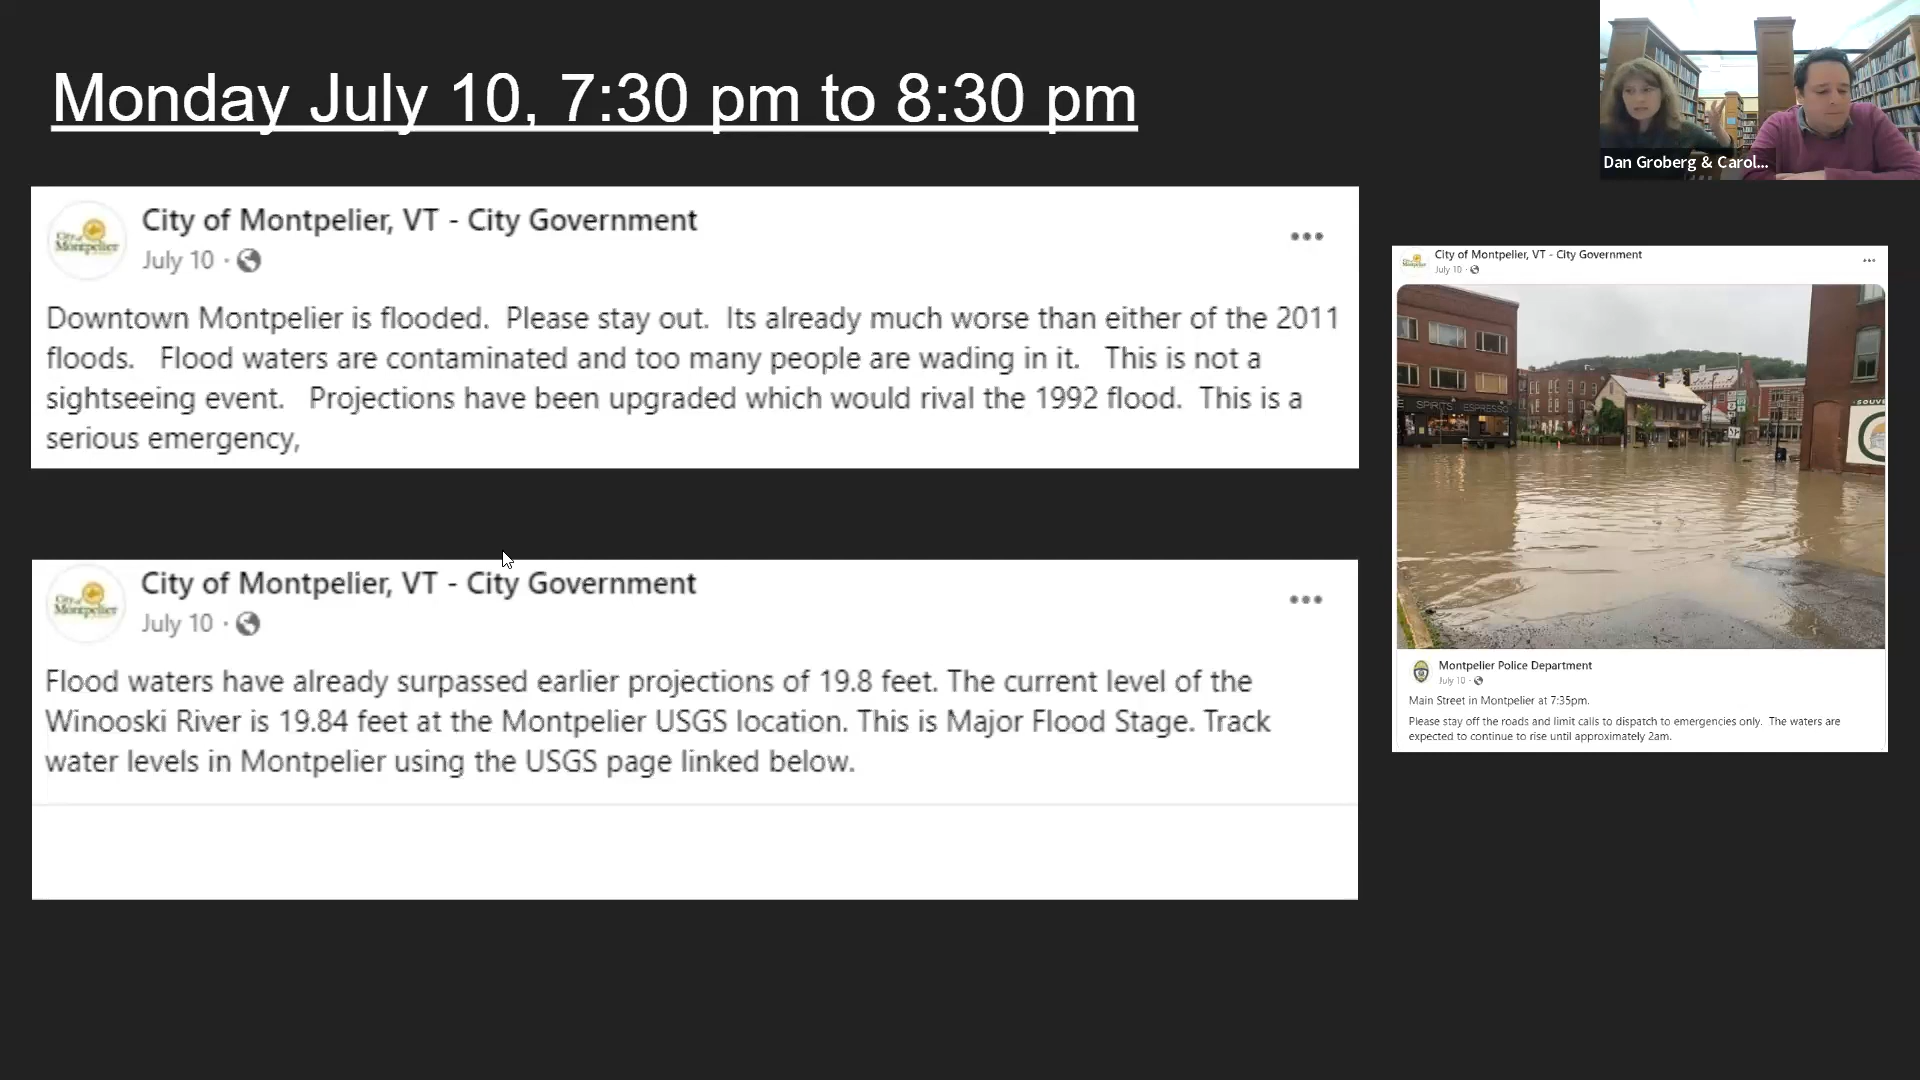 Monday July 10, 7:30 pm to 8:30 pm
Dan Groberg & Carol...
City of Montpelier, VT - City Government
July 10 ·
Downtown Montpelier is flooded.  Please stay out.  Its already much worse than either of the 2011
floods.   Flood waters are contaminated and too many people are wading in it.   This is not a
sightseeing event.   Projections have been upgraded which would rival the 1992 flood.  This is a
serious emergency,
City of Montpelier, VT - City Government
July 10 ·
Flood waters have already surpassed earlier projections of 19.8 feet. The current level of the
Winooski River is 19.84 feet at the Montpelier USGS location. This is Major Flood Stage. Track
water levels in Montpelier using the USGS page linked below.
City of Montpelier, VT - City Government
July 10 ·
SPIRITS ESPRESSO
Montpelier Police Department
July 10 ·
Main Street in Montpelier at 7:35pm.
Please stay off the roads and limit calls to dispatch to emergencies only.  The waters are
expected to continue to rise until approximately 2am.
City of
Montpelier
City of
Montpelier